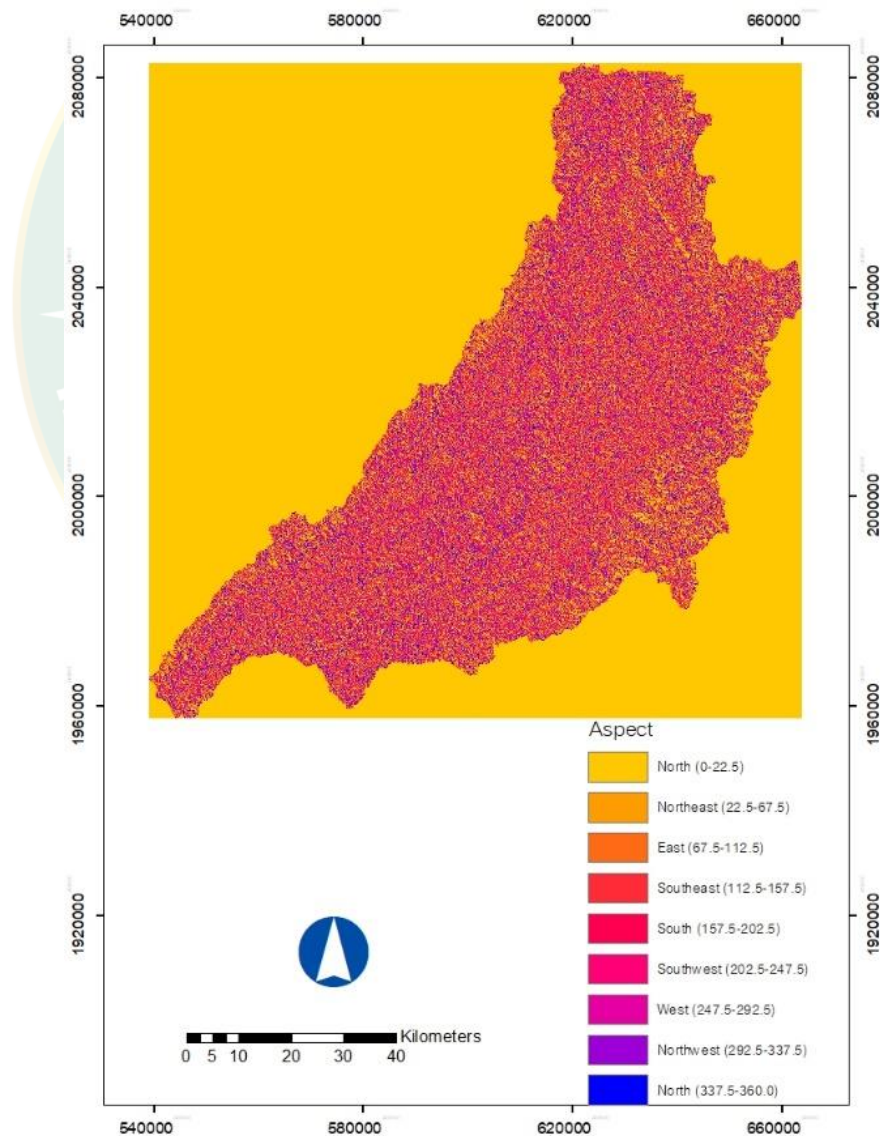 540000 580000 620000 660000
2080000 2080000
2040000 2040000
2000000 2000000
1960000 1960000
1920000 1920000
Aspect
North (0-22.5)
Northeast (22.5-67.5)
East (67.5-112.5)
Southeast (112.5-157.5)
South (157.5-202.5)
Southwest (202.5-247.5)
West (247.5-292.5)
Northwest (292.5-337.5)
North (337.5-360.0)
Kilometers
0 5 10 20 30 40
540000 580000 620000 660000